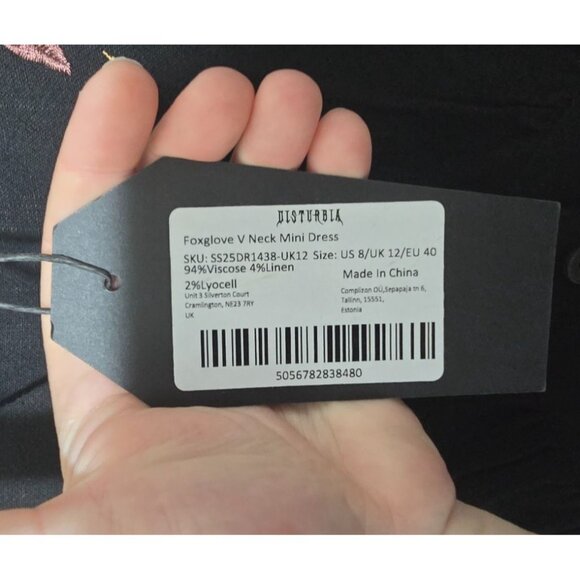 DISTURBIA
Foxglove V Neck Mini Dress
SKU: SS25DR1438-UK12 Size: US 8/UK 12/EU 40
94%Viscose 4%Linen
2%Lyocell
Made In China
Unit 3 Silverton Court
Cramlington, NE23 7RY
UK
Complizon OÜ,Sepapaja tn 6,
Tallinn, 15551,
Estonia
5056782838480